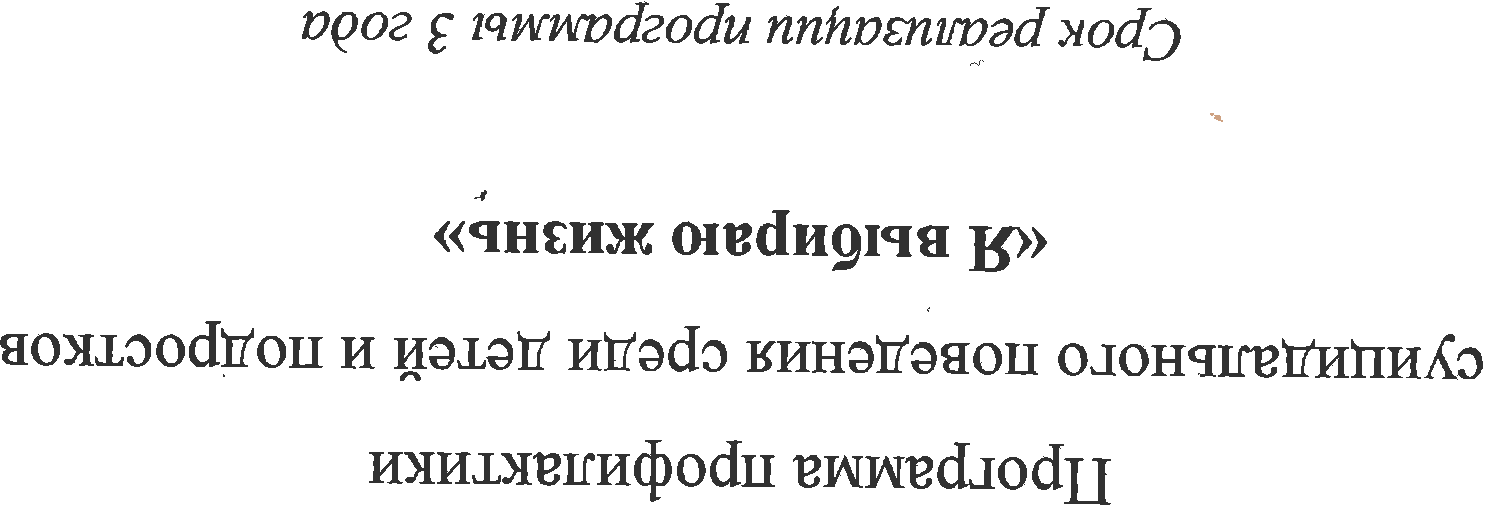 Программа профилактики
суицидального поведения среди детей и подростков
«Я выбираю жизнь»
Срок реализации программы 3 года